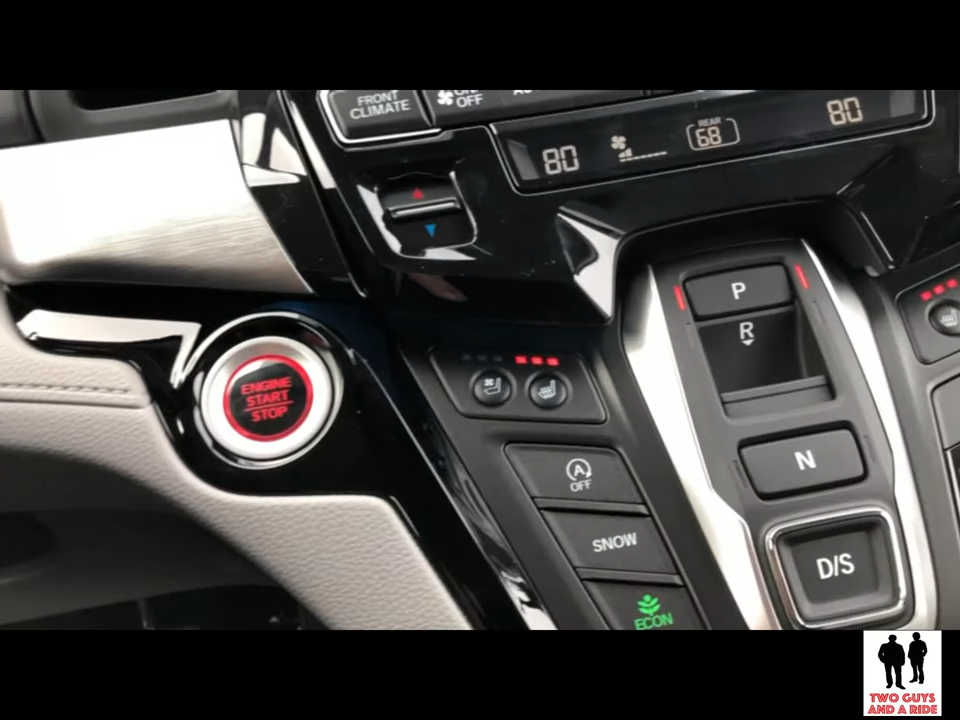 FRONT
CLIMATE
OFF
80
REAR
68
80
P
R
ENGINE
START
STOP
A
OFF
N
SNOW
D/S
ECON
TWO GUYS
AND A RIDE